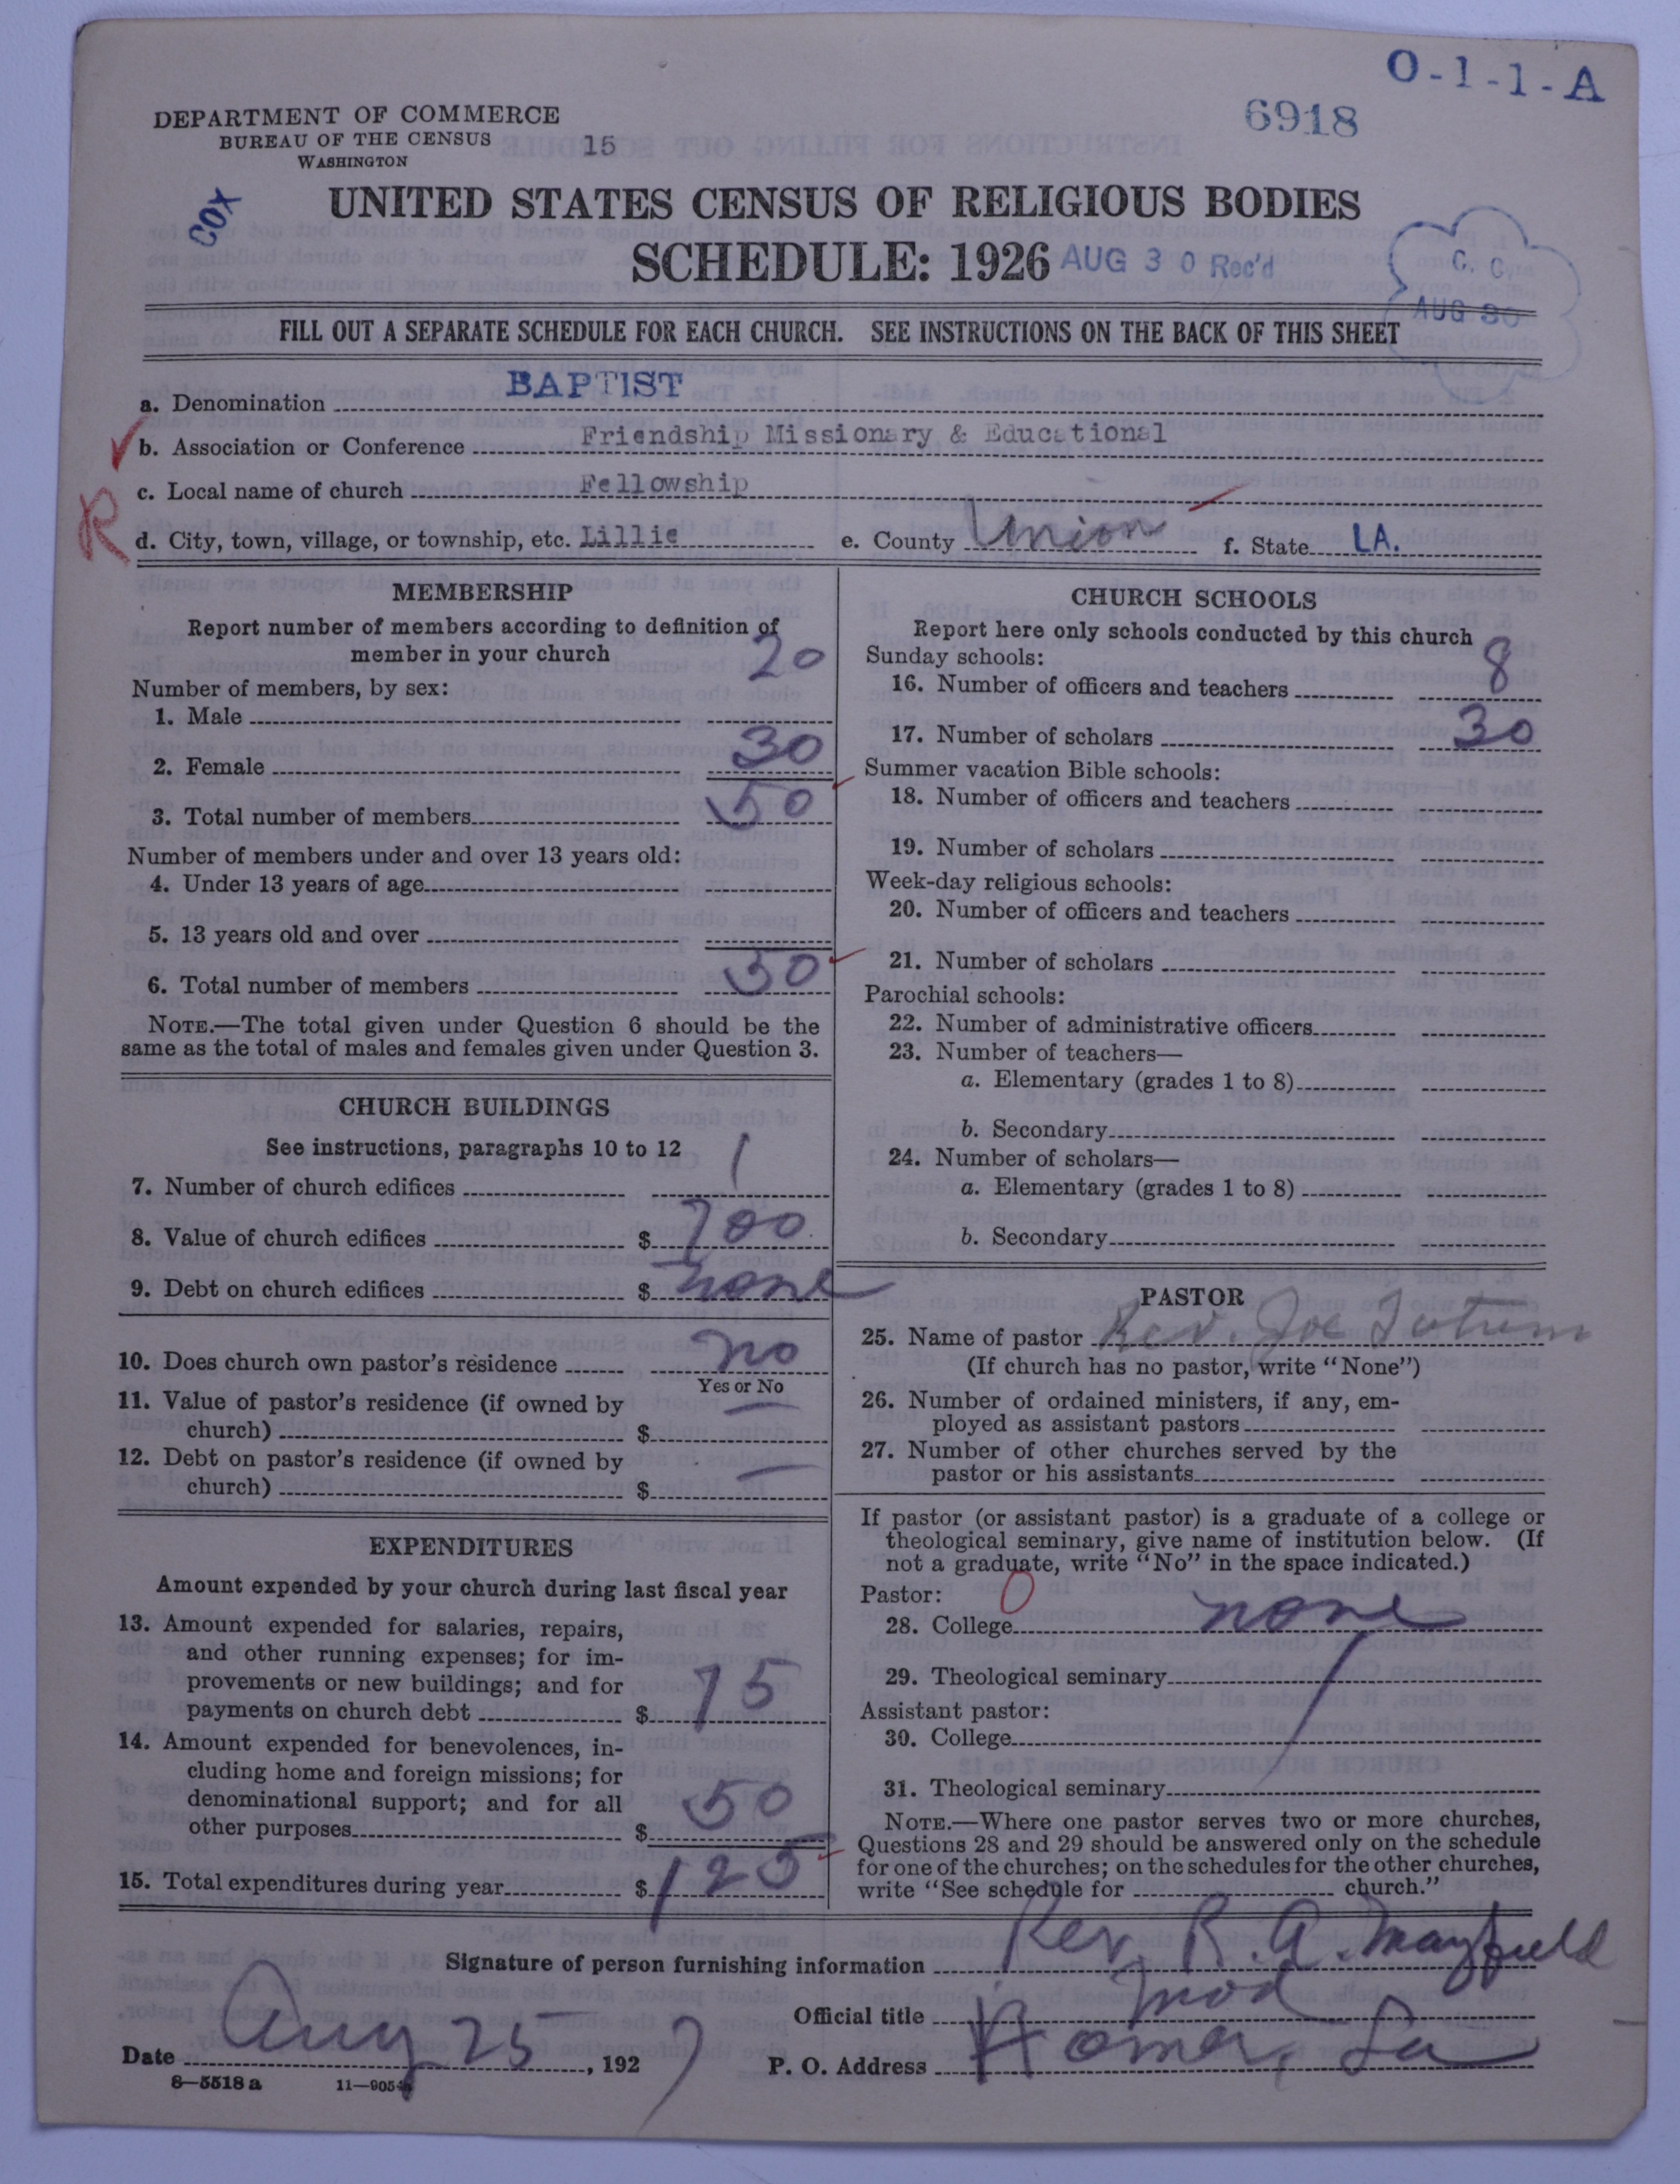 O-1-1-A
6918
DEPARTMENT OF COMMERCE
BUREAU OF THE CENSUS
WASHINGTON
15
COX
UNITED STATES CENSUS OF RELIGIOUS BODIES
SCHEDULE: 1926
AUG 30 Rec'd
C. C.
AUG 30
FILL OUT A SEPARATE SCHEDULE FOR EACH CHURCH. SEE INSTRUCTIONS ON THE BACK OF THIS SHEET
a. Denomination BAPTIST
b. Association or Conference Friendship Missionary & Educational
c. Local name of church Fellowship
R
d. City, town, village, or township, etc. Lillie e. County Union f. State LA.
MEMBERSHIP
Report number of members according to definition of
member in your church
Number of members, by sex:
1. Male 20
2. Female 30
3. Total number of members 50
Number of members under and over 13 years old:
4. Under 13 years of age
5. 13 years old and over
6. Total number of members 50
NOTE.—The total given under Question 6 should be the
same as the total of males and females given under Question 3.
CHURCH BUILDINGS
See instructions, paragraphs 10 to 12
7. Number of church edifices 1
8. Value of church edifices $ 700
9. Debt on church edifices $ none
10. Does church own pastor's residence no
Yes or No
11. Value of pastor's residence (if owned by
church) $ —
12. Debt on pastor's residence (if owned by
church) $ —
EXPENDITURES
Amount expended by your church during last fiscal year
13. Amount expended for salaries, repairs,
and other running expenses; for im-
provements or new buildings; and for
payments on church debt $ 75
14. Amount expended for benevolences, in-
cluding home and foreign missions; for
denominational support; and for all
other purposes $ 50
15. Total expenditures during year $ 125
CHURCH SCHOOLS
Report here only schools conducted by this church
Sunday schools:
16. Number of officers and teachers 8
17. Number of scholars 30
Summer vacation Bible schools:
18. Number of officers and teachers
19. Number of scholars
Week-day religious schools:
20. Number of officers and teachers
21. Number of scholars
Parochial schools:
22. Number of administrative officers
23. Number of teachers—
a. Elementary (grades 1 to 8)
b. Secondary
24. Number of scholars—
a. Elementary (grades 1 to 8)
b. Secondary
PASTOR
25. Name of pastor Rev. Joe Tatum
(If church has no pastor, write "None")
26. Number of ordained ministers, if any, em-
ployed as assistant pastors
27. Number of other churches served by the
pastor or his assistants
If pastor (or assistant pastor) is a graduate of a college or
theological seminary, give name of institution below. (If
not a graduate, write "No" in the space indicated.)
Pastor: 0
28. College none
29. Theological seminary
Assistant pastor:
30. College
31. Theological seminary
NOTE.—Where one pastor serves two or more churches,
Questions 28 and 29 should be answered only on the schedule
for one of the churches; on the schedules for the other churches,
write "See schedule for church."
Signature of person furnishing information Rev. R. A. Mayfield
Official title Mod
Date Aug 25, 1927 P. O. Address Homer, La
8—5518 a 11—9054